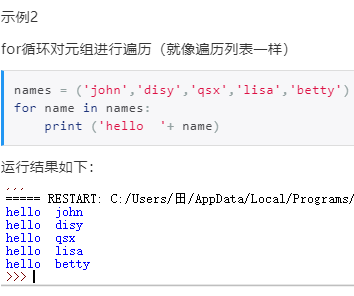 示例2
for循环对元组进行遍历（就像遍历列表一样）
names = ('john','disy','qsx','lisa','betty')
for name in names:
    print ('hello  '+ name)
运行结果如下：
===== RESTART: C:/Users/田/AppData/Local/Programs/
hello  john
hello  disy
hello  qsx
hello  lisa
hello  betty
>>>